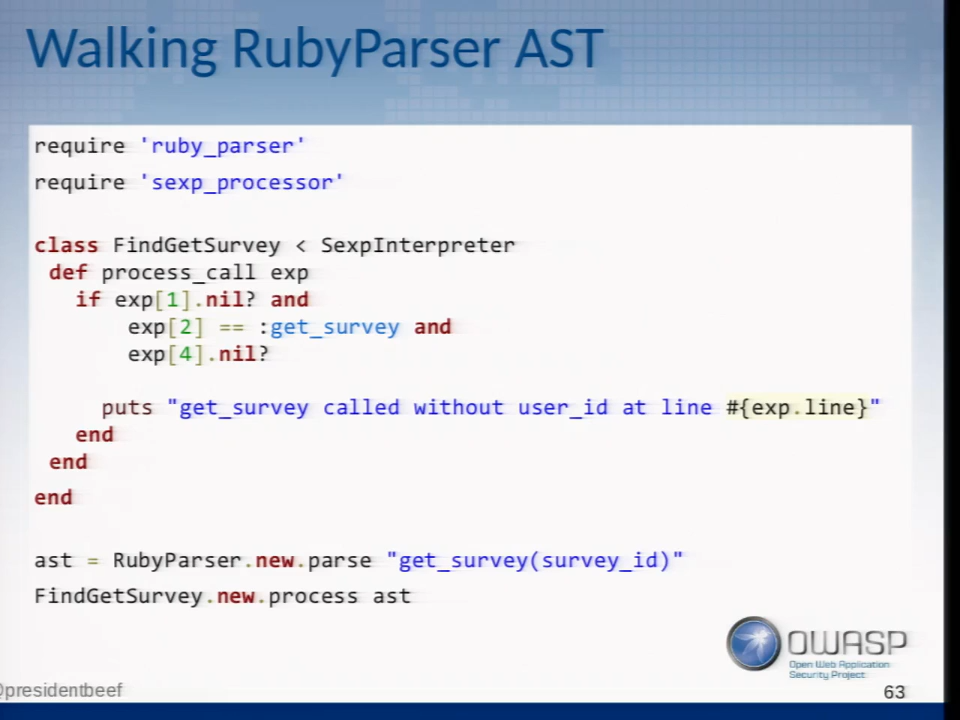 Walking RubyParser AST
require 'ruby_parser'
require 'sexp_processor'
class FindGetSurvey < SexpInterpreter
def process_call exp
if exp[1].nil? and
exp[2] == :get_survey and
exp[4].nil?
puts "get_survey called without user_id at line #{exp.line}"
end
end
end
ast = RubyParser.new.parse "get_survey(survey_id)"
FindGetSurvey.new.process ast
OWASP
Open Web Application
Security Project
@presidentbeef
63